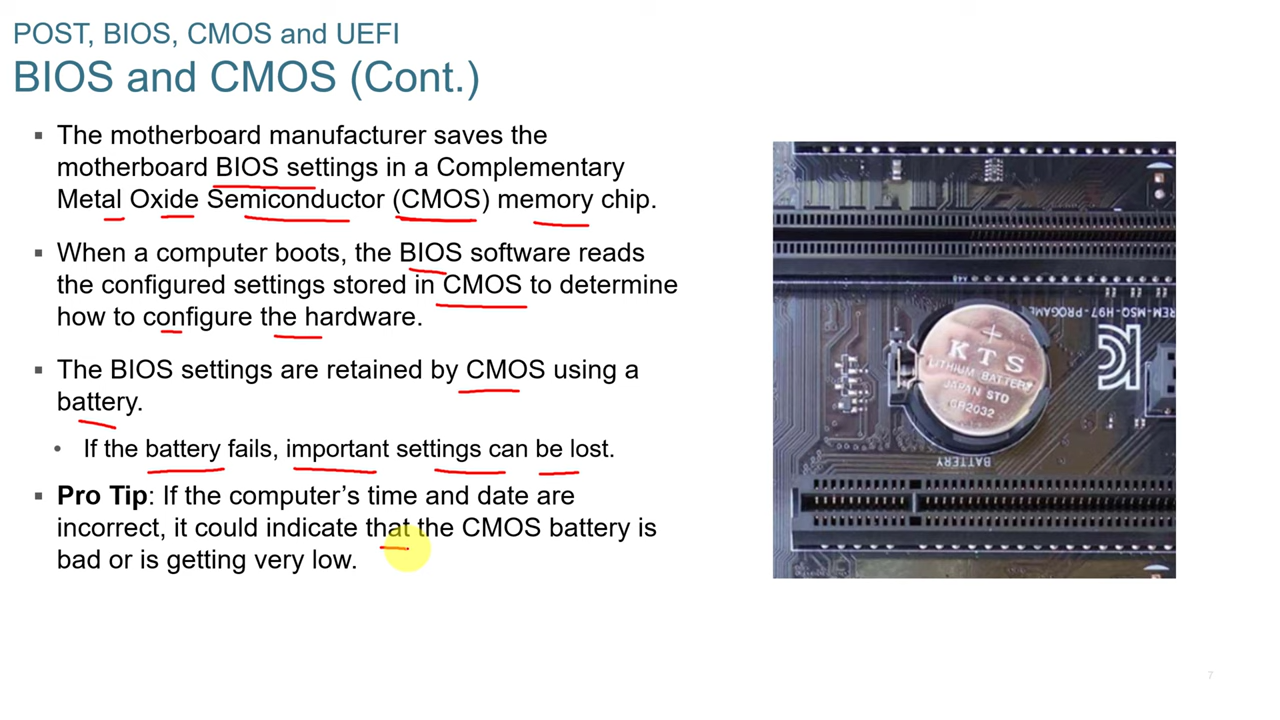 POST, BIOS, CMOS and UEFI
BIOS and CMOS (Cont.)
▪ The motherboard manufacturer saves the
motherboard BIOS settings in a Complementary
Metal Oxide Semiconductor (CMOS) memory chip.
▪ When a computer boots, the BIOS software reads
the configured settings stored in CMOS to determine
how to configure the hardware.
▪ The BIOS settings are retained by CMOS using a
battery.
• If the battery fails, important settings can be lost.
▪ Pro Tip: If the computer's time and date are
incorrect, it could indicate that the CMOS battery is
bad or is getting very low.
+
KTS
LITHIUM BATTERY
JAPAN STD
CR2032
BATTERY
7